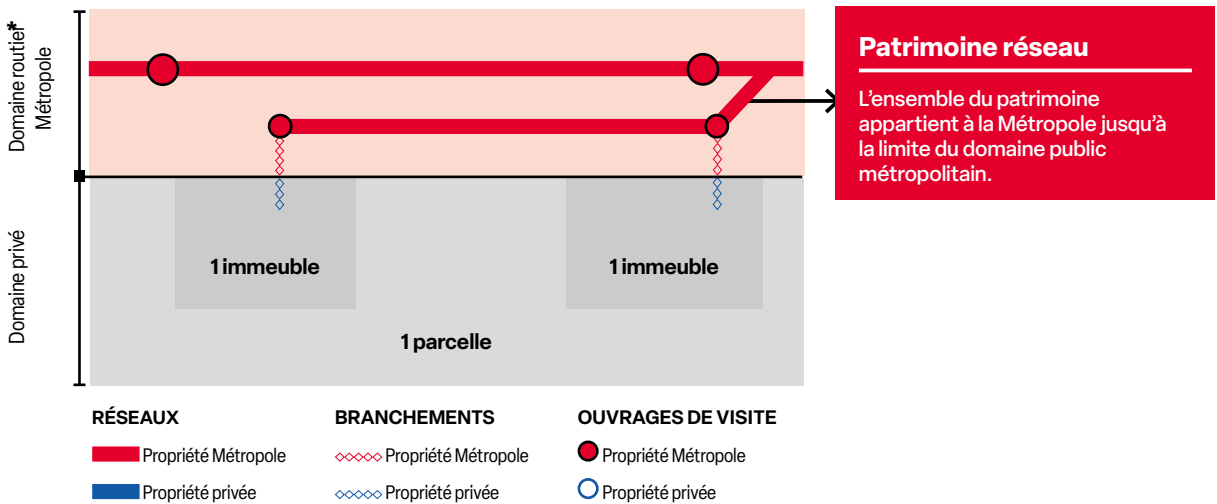 Domaine routier*
Métropole
Domaine privé
1 immeuble
1 immeuble
1 parcelle
Patrimoine réseau
L'ensemble du patrimoine
appartient à la Métropole jusqu'à
la limite du domaine public
métropolitain.
RÉSEAUX
Propriété Métropole
Propriété privée
BRANCHEMENTS
Propriété Métropole
Propriété privée
OUVRAGES DE VISITE
Propriété Métropole
Propriété privée